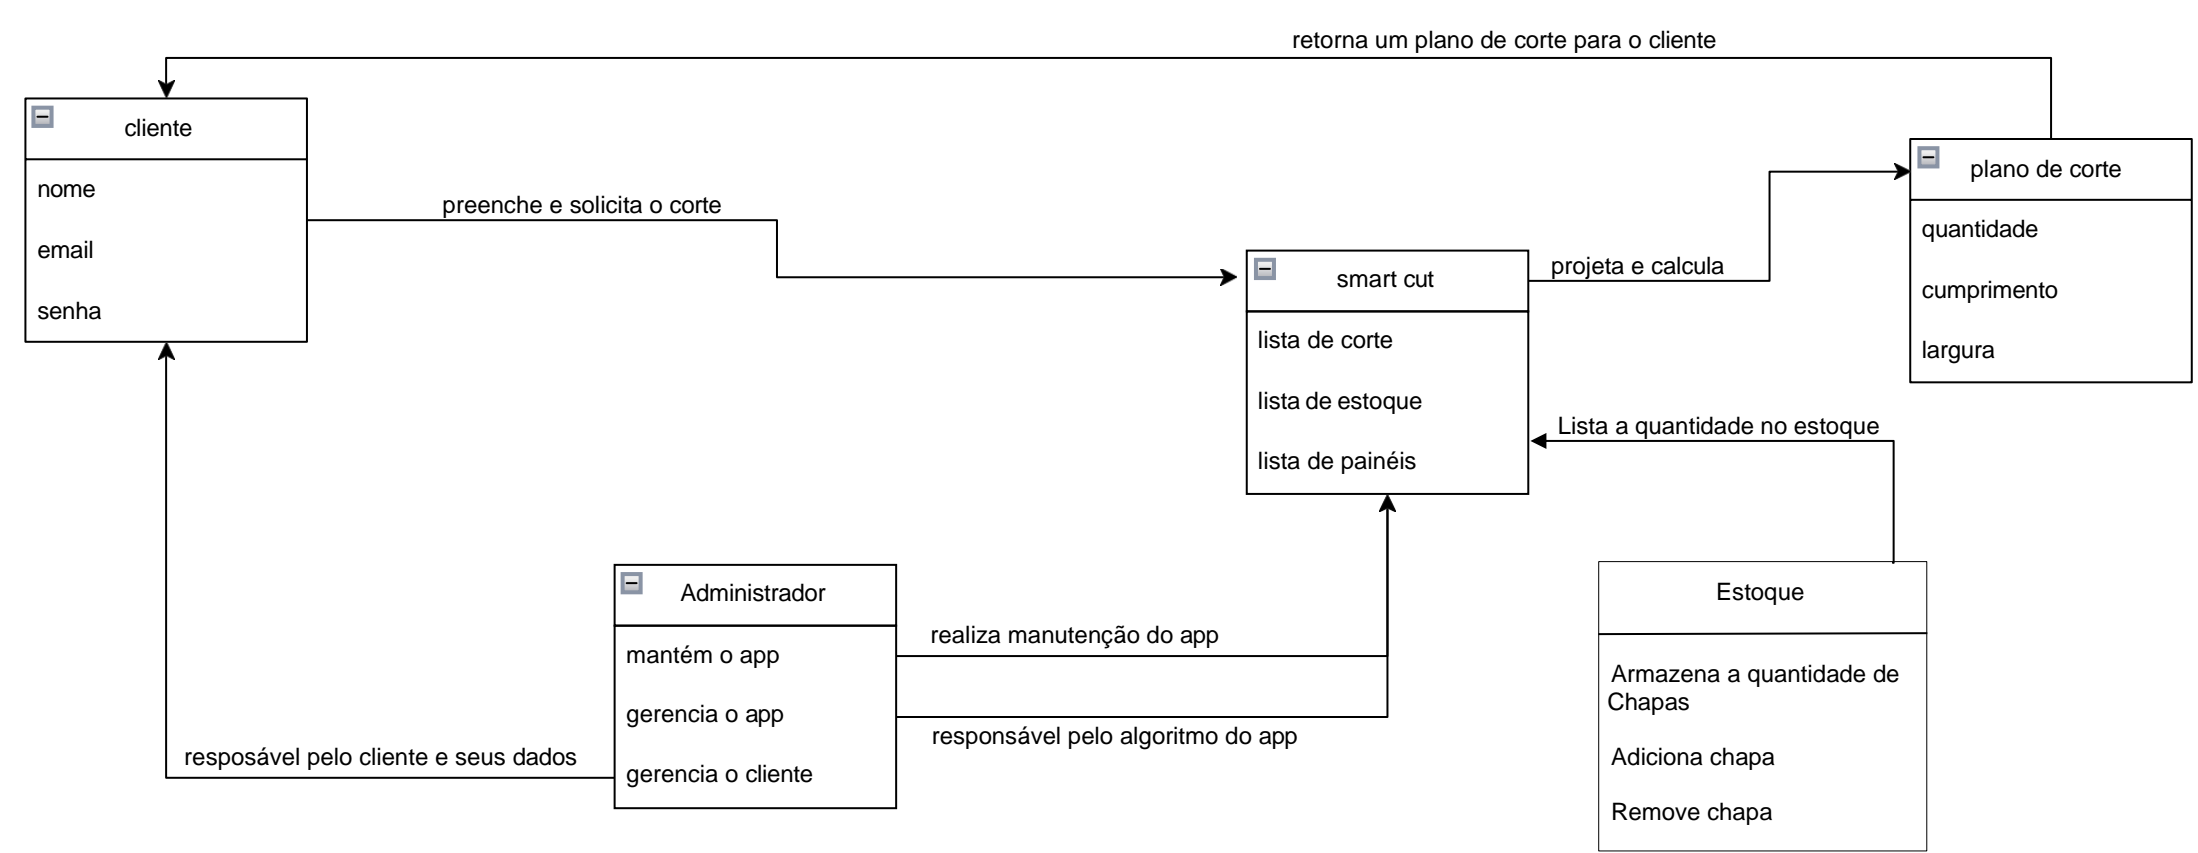 retorna um plano de corte para o cliente
cliente
nome
email
senha
preenche e solicita o corte
smart cut
lista de corte
lista de estoque
lista de painéis
projeta e calcula
plano de corte
quantidade
cumprimento
largura
Lista a quantidade no estoque
Administrador
mantém o app
gerencia o app
gerencia o cliente
realiza manutenção do app
responsável pelo algoritmo do app
resposável pelo cliente e seus dados
Estoque
Armazena a quantidade de
Chapas
Adiciona chapa
Remove chapa